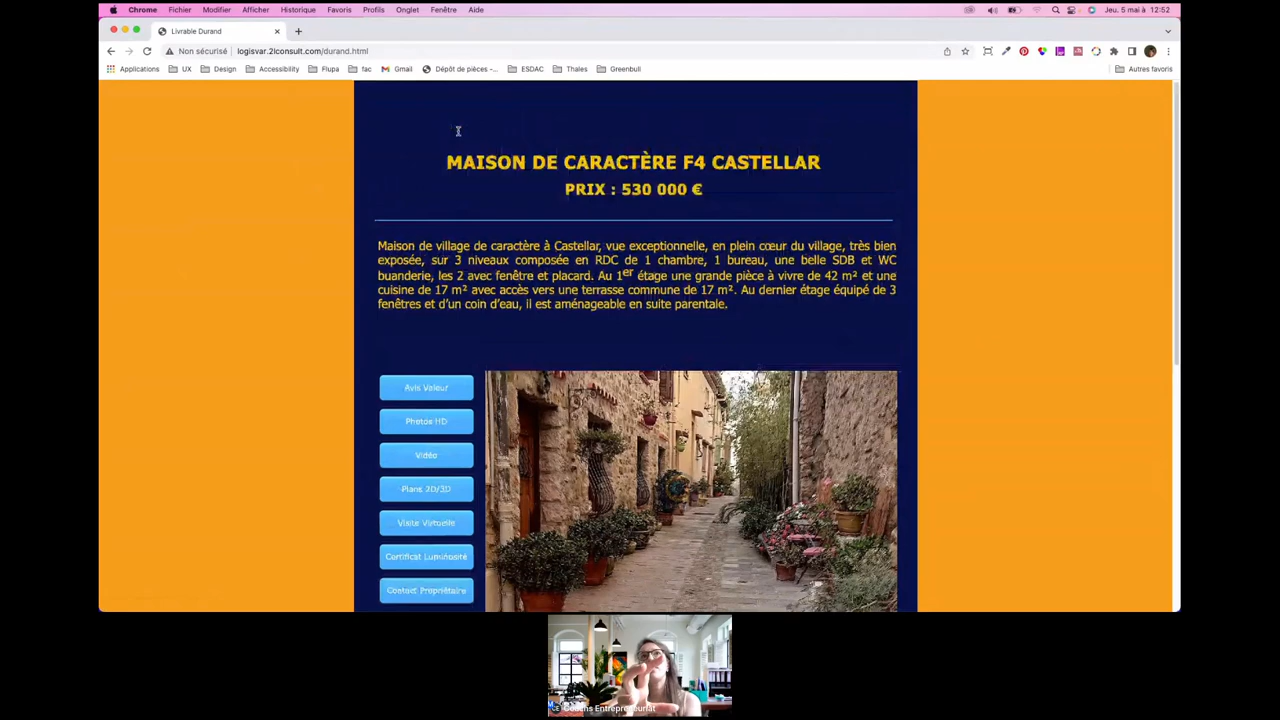 Chrome Fichier Modifier Afficher Historique Favoris Profils Onglet Fenêtre Aide Jeu. 5 mai à 12:52
Livrable Durand
Non sécurisé logisvar.2lconsult.com/durand.html
Applications UX Design Accessibility Flupa fac Gmail Dépôt de pièces -... ESDAC Thales Greenbull Autres favoris
MAISON DE CARACTÈRE F4 CASTELLAR
PRIX : 530 000 €
Maison de village de caractère à Castellar, vue exceptionnelle, en plein cœur du village, très bien
exposée, sur 3 niveaux composée en RDC de 1 chambre, 1 bureau, une belle SDB et WC
buanderie, les 2 avec fenêtre et placard. Au 1er étage une grande pièce à vivre de 42 m² et une
cuisine de 17 m² avec accès vers une terrasse commune de 17 m². Au dernier étage équipé de 3
fenêtres et d'un coin d'eau, il est aménageable en suite parentale.
Avis Valeur
Photos HD
Vidéo
Plans 2D/3D
Visite Virtuelle
Certificat Luminosité
Contact Propriétaire
Entrepreneuriat